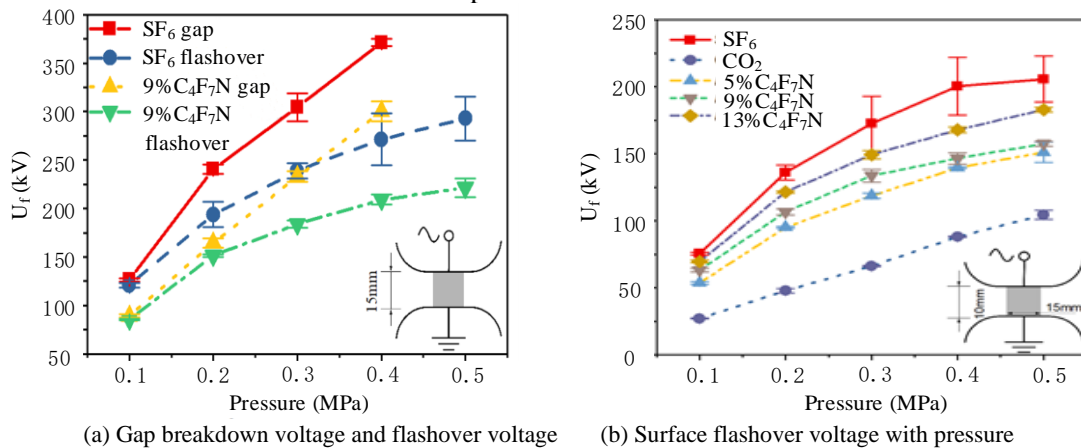 400
350
300
250
200
150
100
50
U_f (kV)
SF₆ gap
SF₆ flashover
9%C₄F₇N gap
9%C₄F₇N
flashover
15mm
0.1 0.2 0.3 0.4 0.5
Pressure (MPa)
(a) Gap breakdown voltage and flashover voltage
250
200
150
100
50
0
U_f (kV)
SF₆
CO₂
5%C₄F₇N
9%C₄F₇N
13%C₄F₇N
10mm
15mm
0.1 0.2 0.3 0.4 0.5
Pressure (MPa)
(b) Surface flashover voltage with pressure